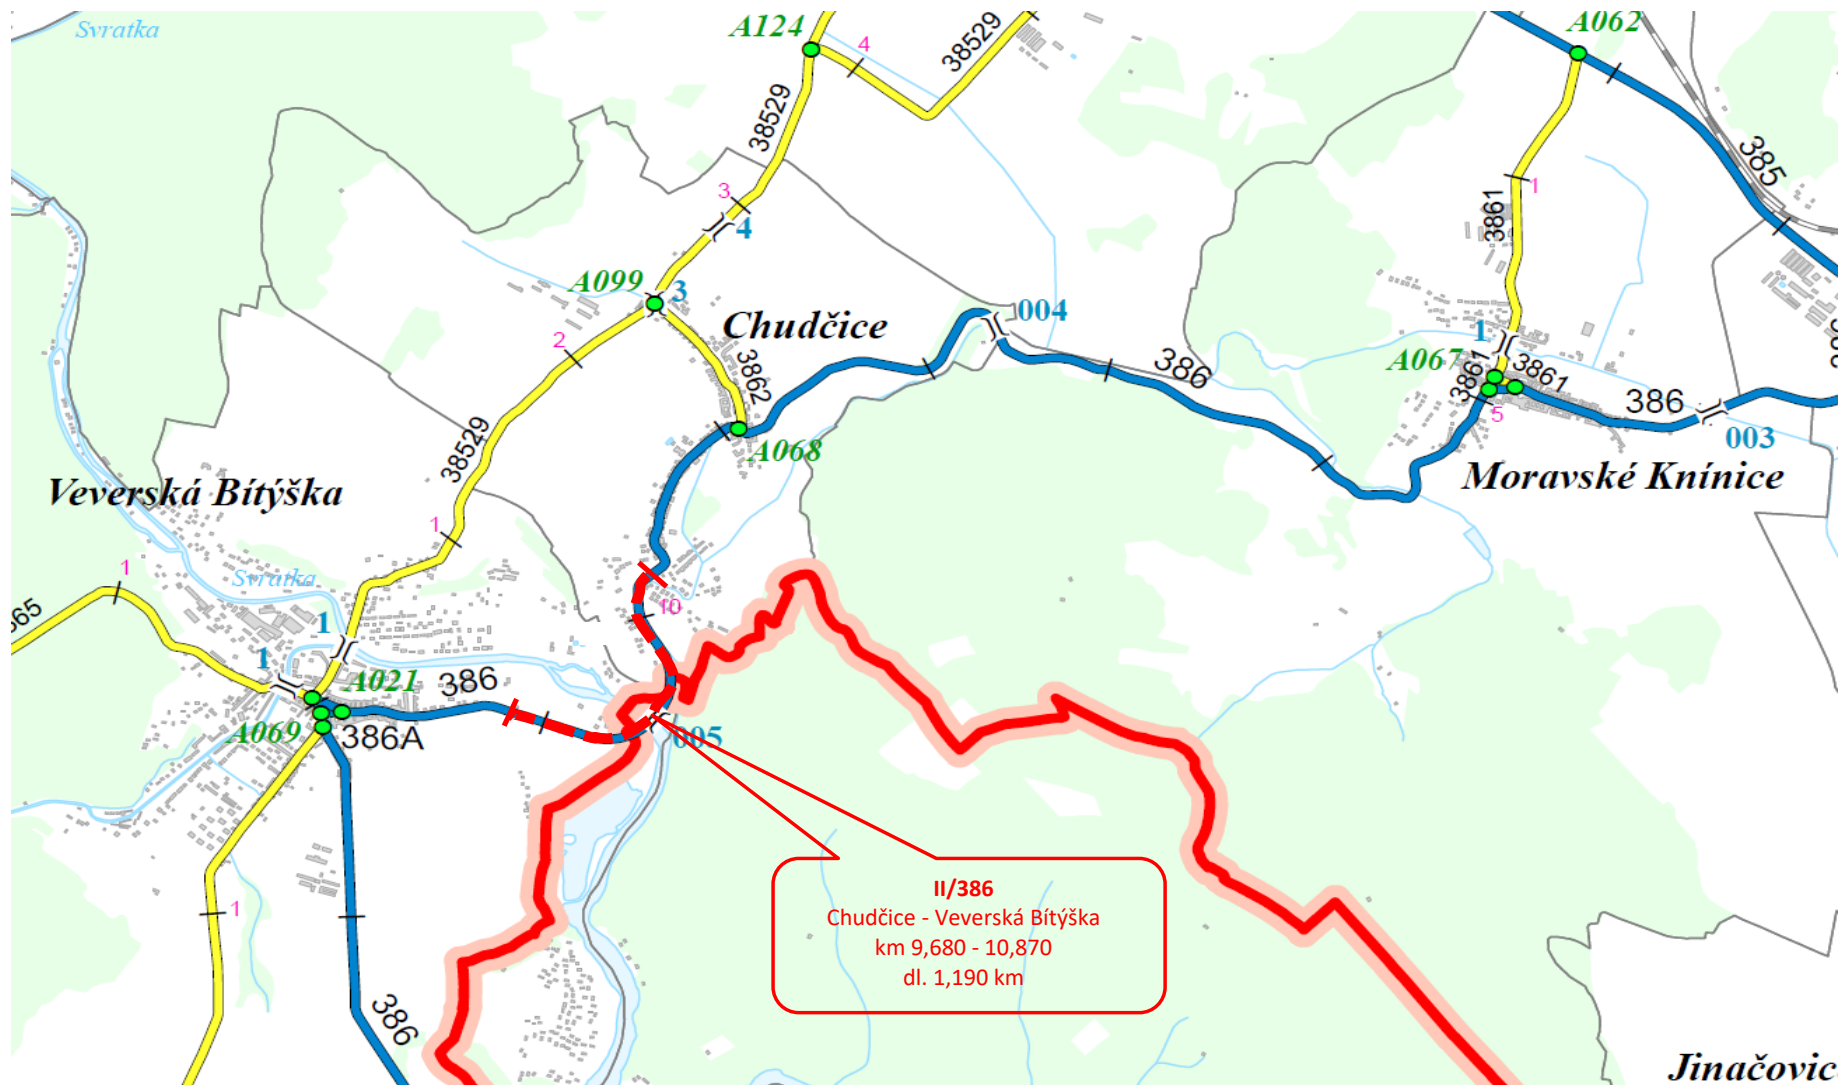 Svratka
A124
4
38529
A062
38529
385
3
4
1
3861
A099
3
Chudčice
004
2
3862
386
1
A067
3861
3861
5
386
003
A068
38529
Veverská Bítýška
Moravské Knínice
1
1
Svratka
10
1
1
A021
386
A069
386A
005
II/386
Chudčice - Veverská Bítýška
km 9,680 - 10,870
dl. 1,190 km
1
386